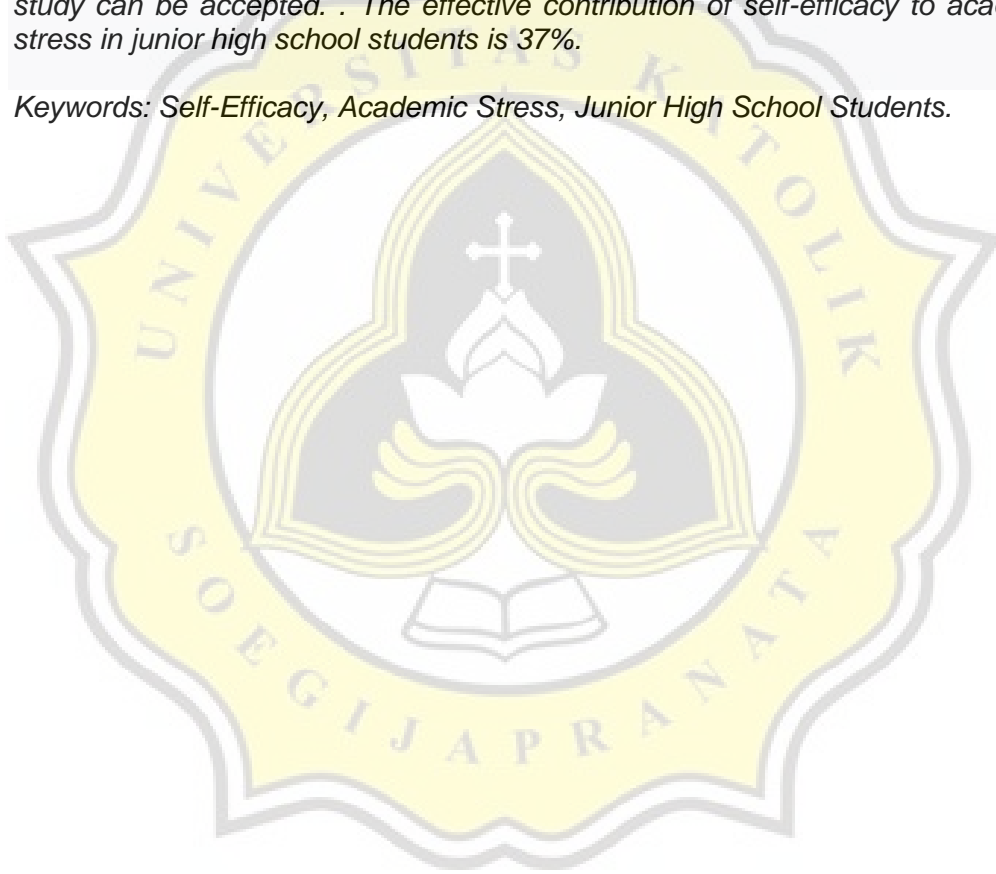 study can be accepted. . The effective contribution of self-efficacy to aca
stress in junior high school students is 37%.
Keywords: Self-Efficacy, Academic Stress, Junior High School Students.
UNIVERSITAS KATOLIK
SOEGIJAPRANATA